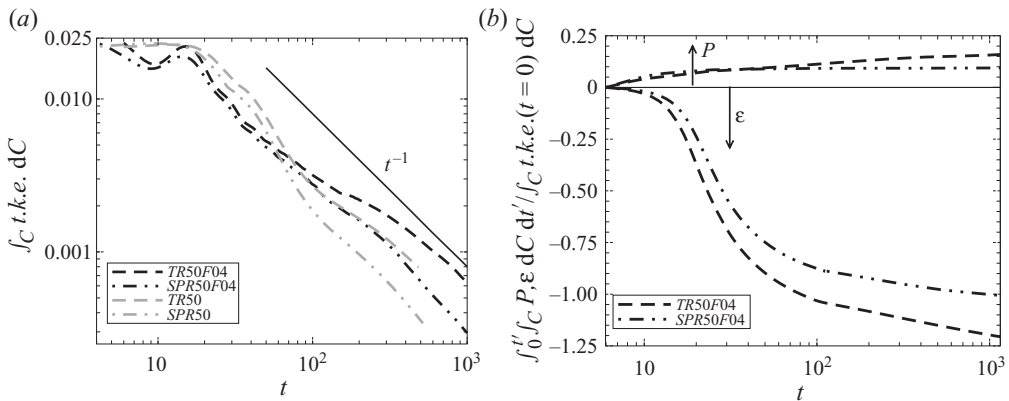 (a)
0.025
0.010
0.001
∫C t.k.e. dC
t⁻¹
TR50F04
SPR50F04
TR50
SPR50
10
10²
10³
t
(b)
0.25
0
−0.25
−0.50
−0.75
−1.00
−1.25
∫₀^t′ ∫C P, ε dC dt′/∫C t.k.e.(t = 0) dC
P
ε
TR50F04
SPR50F04
10
10²
10³
t